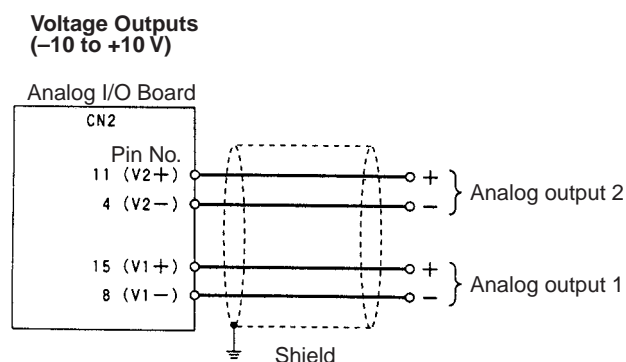 Voltage Outputs
(–10 to +10 V)
Analog I/O Board
CN2
Pin No.
11 (V2+)
+
4 (V2−)
−
Analog output 2
15 (V1+)
+
8 (V1−)
−
Analog output 1
Shield